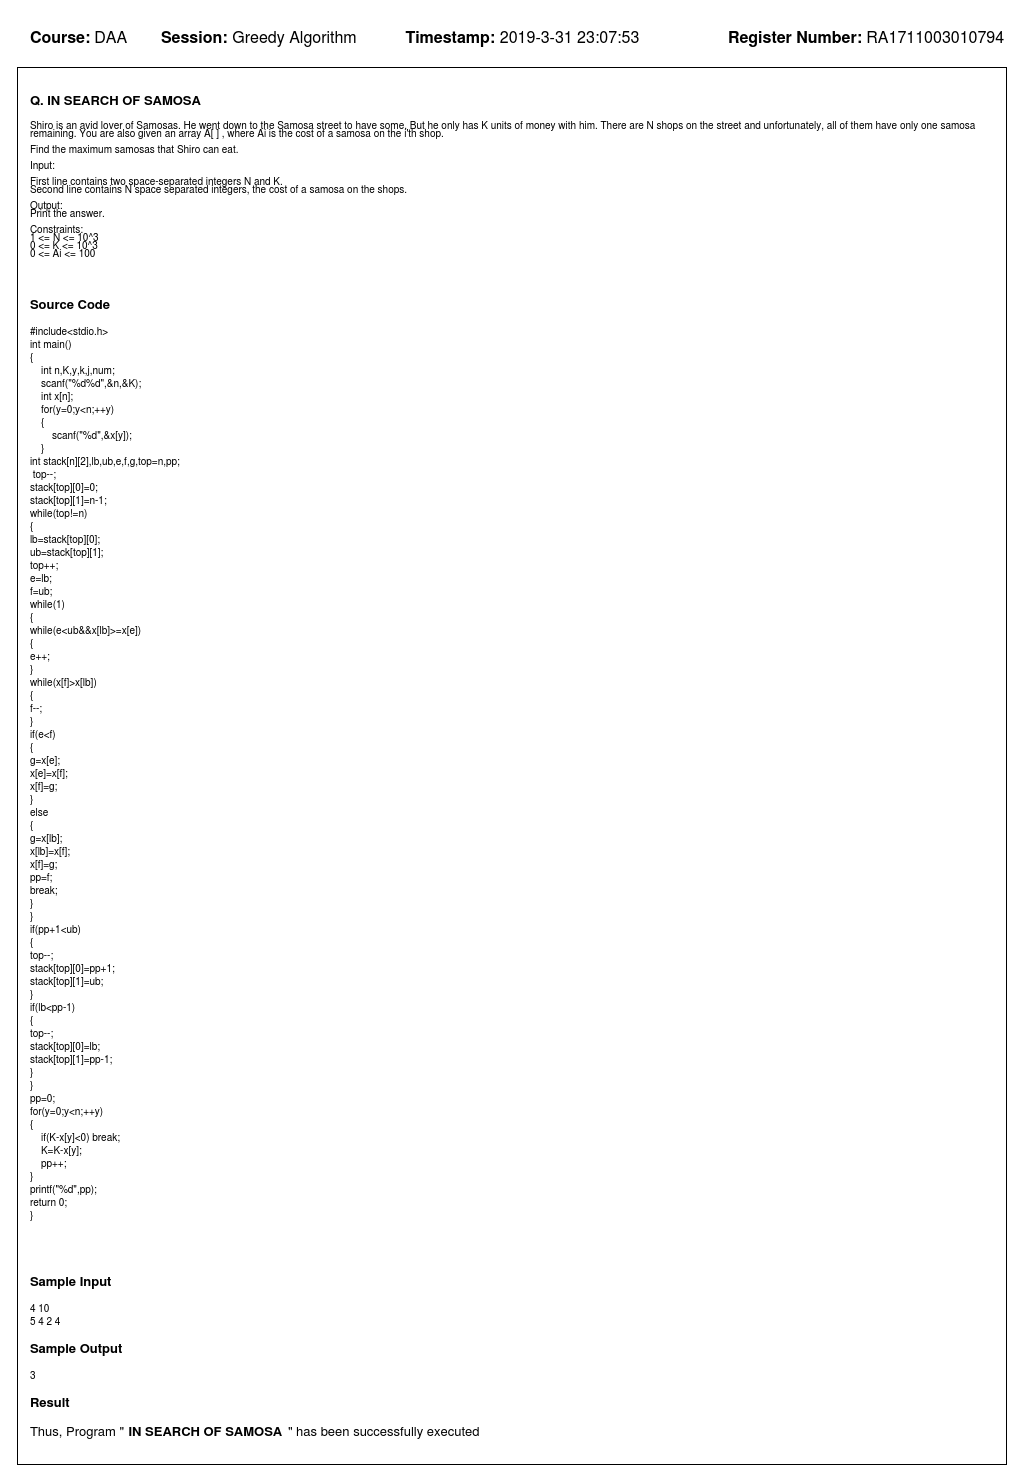 Course: DAA Session: Greedy Algorithm Timestamp: 2019-3-31 23:07:53 Register Number: RA1711003010794
Q. IN SEARCH OF SAMOSA
Shiro is an avid lover of Samosas. He went down to the Samosa street to have some. But he only has K units of money with him. There are N shops on the street and unfortunately, all of them have only one samosa
remaining. You are also given an array A[ ] , where Ai is the cost of a samosa on the i'th shop.
Find the maximum samosas that Shiro can eat.
Input:
First line contains two space-separated integers N and K.
Second line contains N space separated integers, the cost of a samosa on the shops.
Output:
Print the answer.
Constraints:
1 <= N <= 10^3
0 <= K <= 10^3
0 <= Ai <= 100
Source Code
#include<stdio.h>
int main()
{
    int n,K,y,k,j,num;
    scanf("%d%d",&n,&K);
    int x[n];
    for(y=0;y<n;++y)
    {
        scanf("%d",&x[y]);
    }
int stack[n][2],lb,ub,e,f,g,top=n,pp;
 top--;
stack[top][0]=0;
stack[top][1]=n-1;
while(top!=n)
{
lb=stack[top][0];
ub=stack[top][1];
top++;
e=lb;
f=ub;
while(1)
{
while(e<ub&&x[lb]>=x[e])
{
e++;
}
while(x[f]>x[lb])
{
f--;
}
if(e<f)
{
g=x[e];
x[e]=x[f];
x[f]=g;
}
else
{
g=x[lb];
x[lb]=x[f];
x[f]=g;
pp=f;
break;
}
}
if(pp+1<ub)
{
top--;
stack[top][0]=pp+1;
stack[top][1]=ub;
}
if(lb<pp-1)
{
top--;
stack[top][0]=lb;
stack[top][1]=pp-1;
}
}
pp=0;
for(y=0;y<n;++y)
{
    if(K-x[y]<0) break;
    K=K-x[y];
    pp++;
}
printf("%d",pp);
return 0;
}
Sample Input
4 10
5 4 2 4
Sample Output
3
Result
Thus, Program " IN SEARCH OF SAMOSA " has been successfully executed